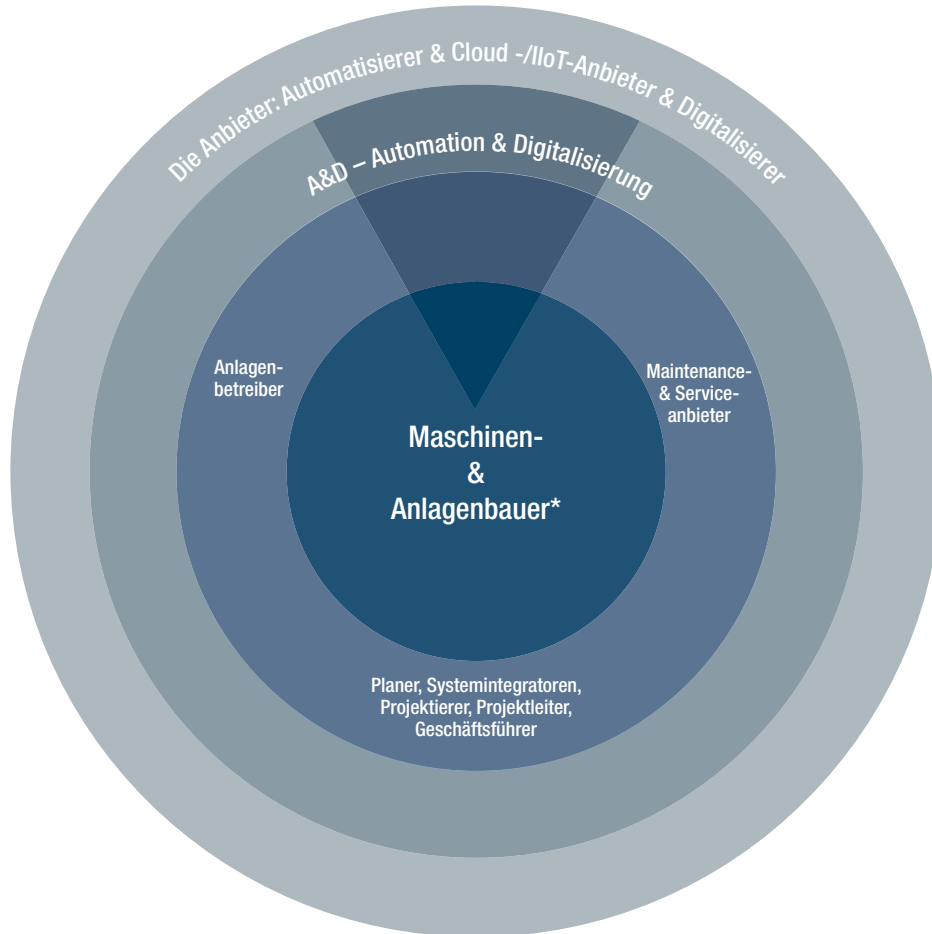 Die Anbieter: Automatisierer & Cloud -/IIoT-Anbieter & Digitalisierer
A&D – Automation & Digitalisierung
Anlagen-
betreiber
Maintenance-
& Service-
anbieter
Maschinen-
&
Anlagenbauer*
Planer, Systemintegratoren,
Projektierer, Projektleiter,
Geschäftsführer